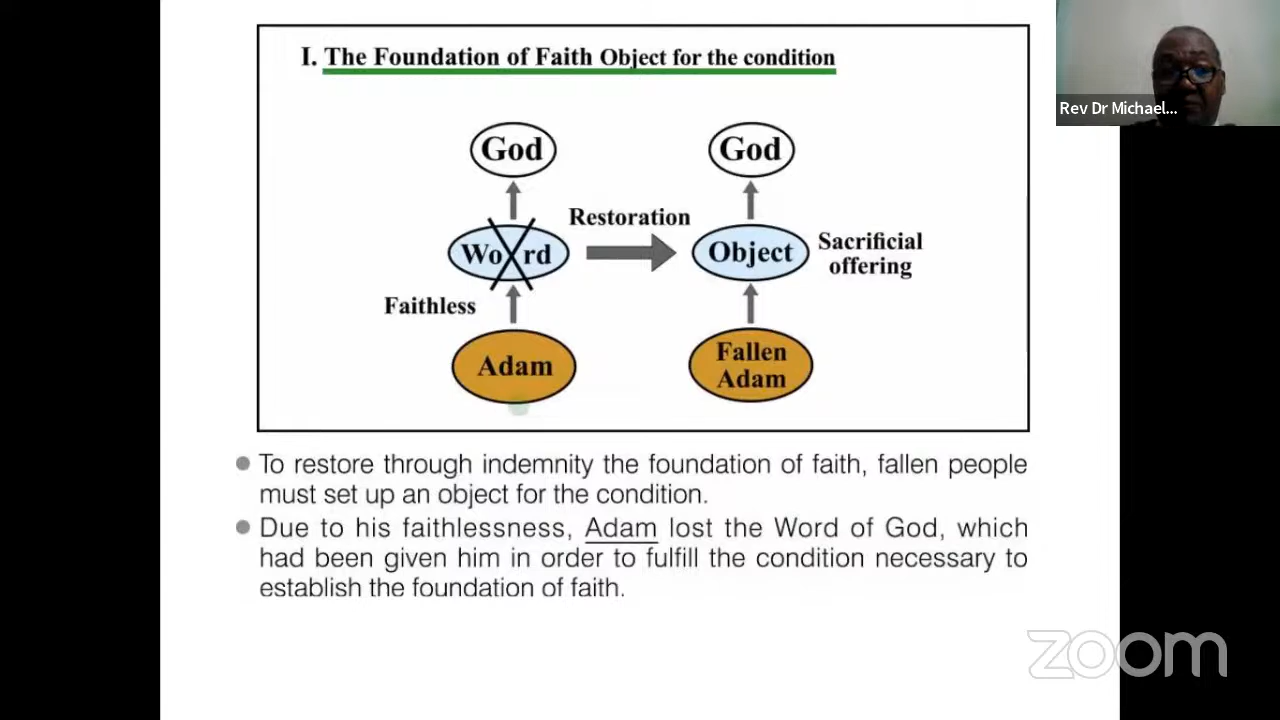 I. The Foundation of Faith Object for the condition
God
God
Restoration
Word
Object
Sacrificial
offering
Faithless
Adam
Fallen
Adam
To restore through indemnity the foundation of faith, fallen people
must set up an object for the condition.
Due to his faithlessness, Adam lost the Word of God, which
had been given him in order to fulfill the condition necessary to
establish the foundation of faith.
Rev Dr Michael...
zoom